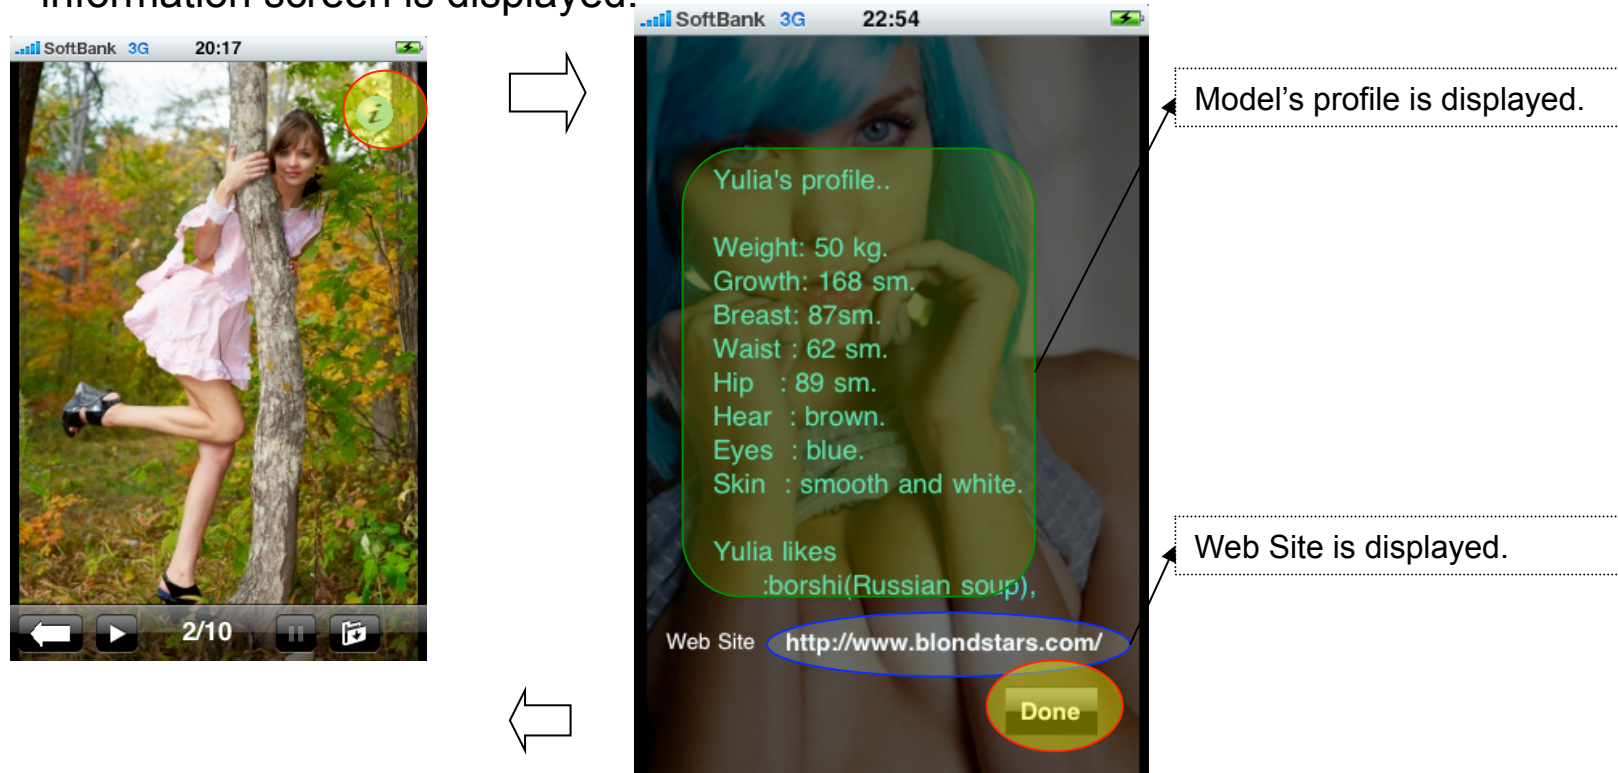 information screen is displayed.
SoftBank 3G 20:17
i
2/10
SoftBank 3G 22:54
Yulia's profile..
Weight: 50 kg.
Growth: 168 sm.
Breast: 87sm.
Waist : 62 sm.
Hip : 89 sm.
Hear : brown.
Eyes : blue.
Skin : smooth and white.
Yulia likes
:borshi(Russian soup),
Web Site http://www.blondstars.com/
Done
Model's profile is displayed.
Web Site is displayed.